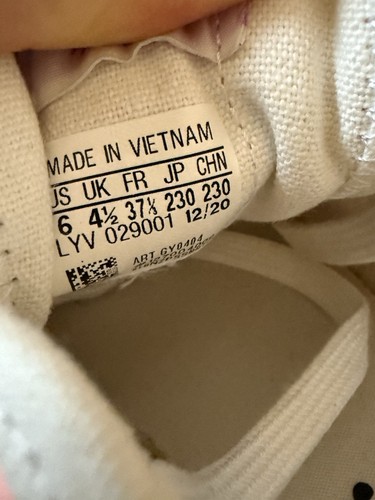 MADE IN VIETNAM
US UK FR JP CHN
6 4½ 37⅓ 230 230
LYV 029001 12/20
ART GY0404